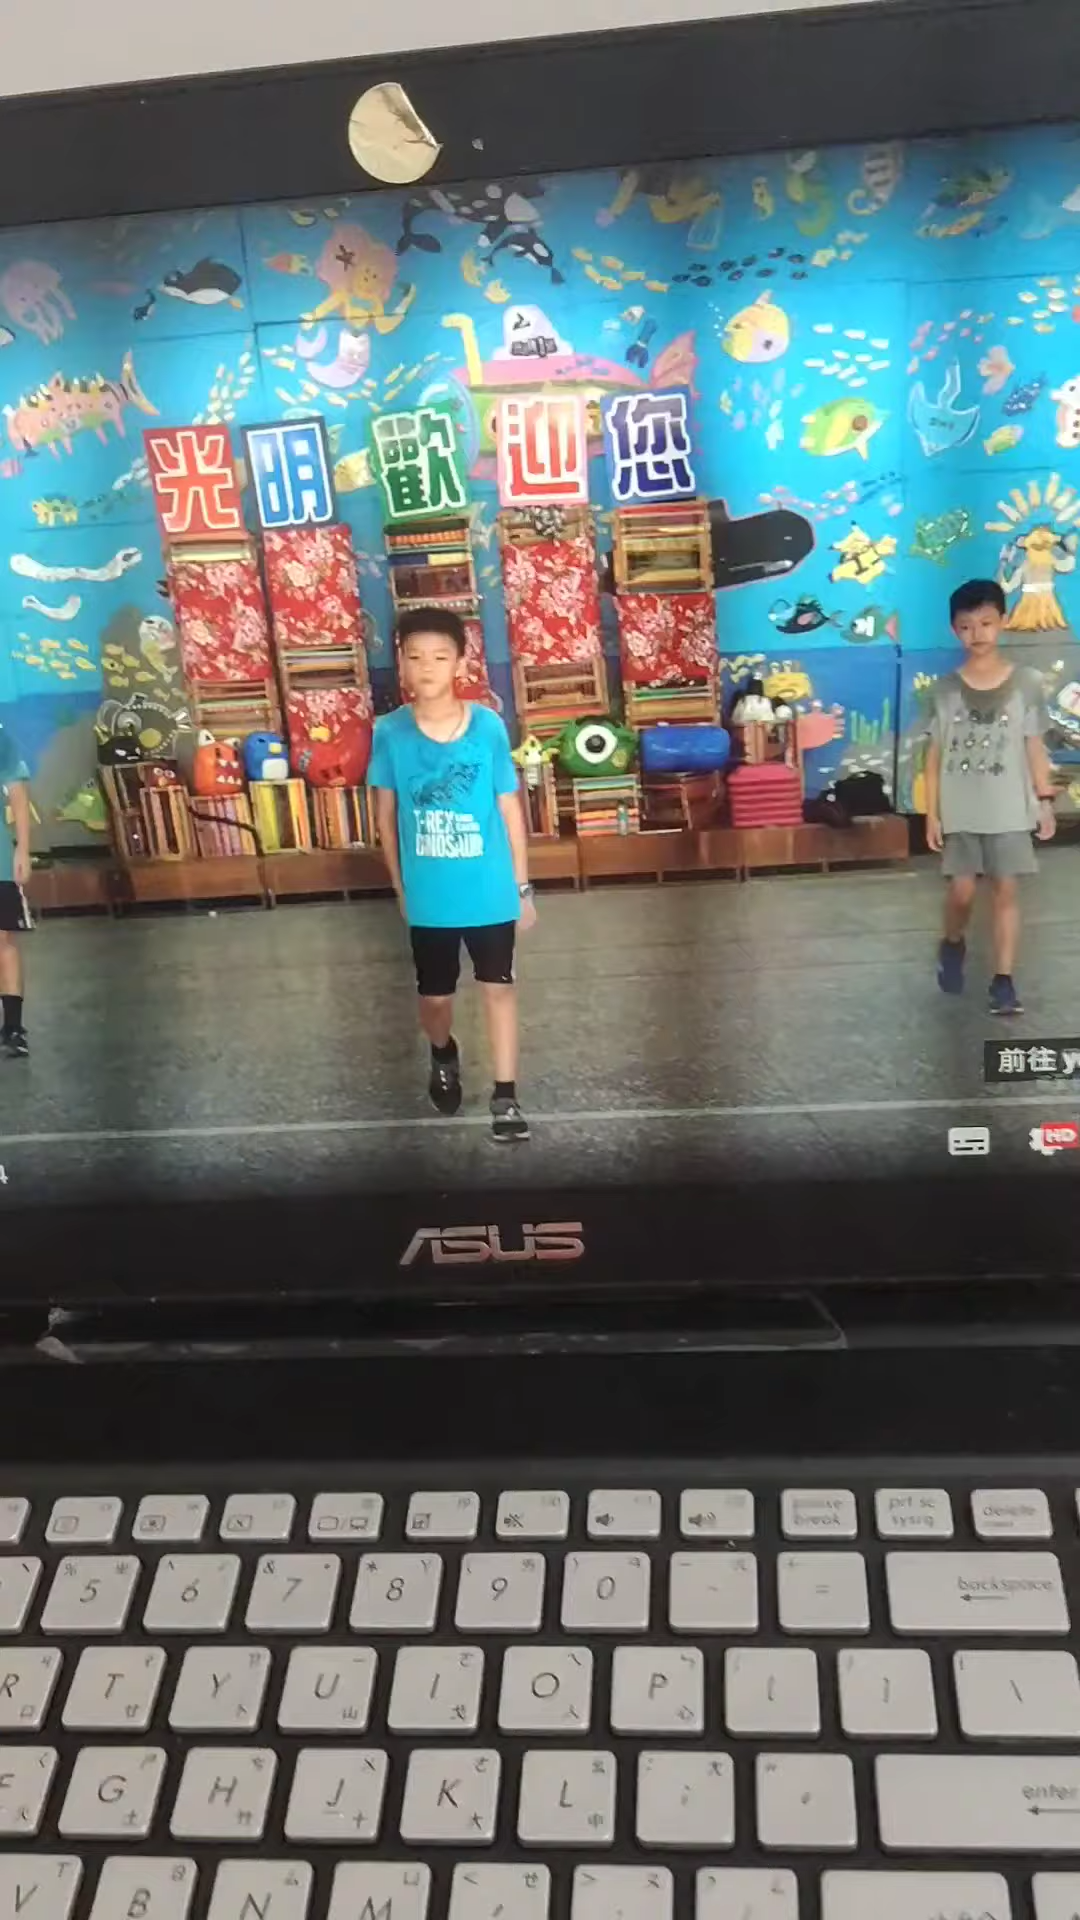 光明歡迎您
T-REX
DINOSAUR
前往 y
HD
ASUS
pause break
prt sc sysrq
delete
5 6 7 8 9 0 - =
backspace
R T Y U I O P [ ] \
G H J K L ;
enter
V B N M